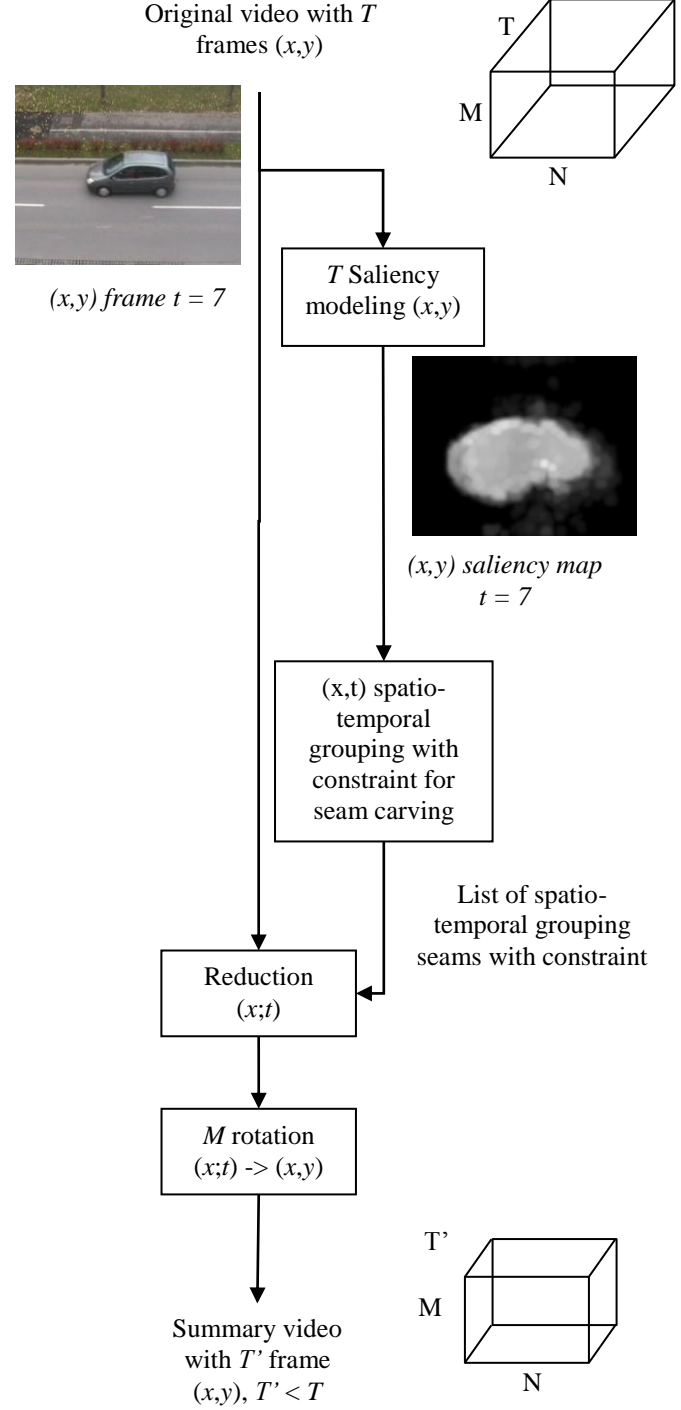 Original video with T
frames (x,y)
T
M
N
(x,y) frame t = 7
T Saliency
modeling (x,y)
(x,y) saliency map
t = 7
(x,t) spatio-
temporal
grouping with
constraint for
seam carving
List of spatio-
temporal grouping
seams with constraint
Reduction
(x;t)
M rotation
(x;t) -> (x,y)
T’
M
N
Summary video
with T’ frame
(x,y), T’ < T